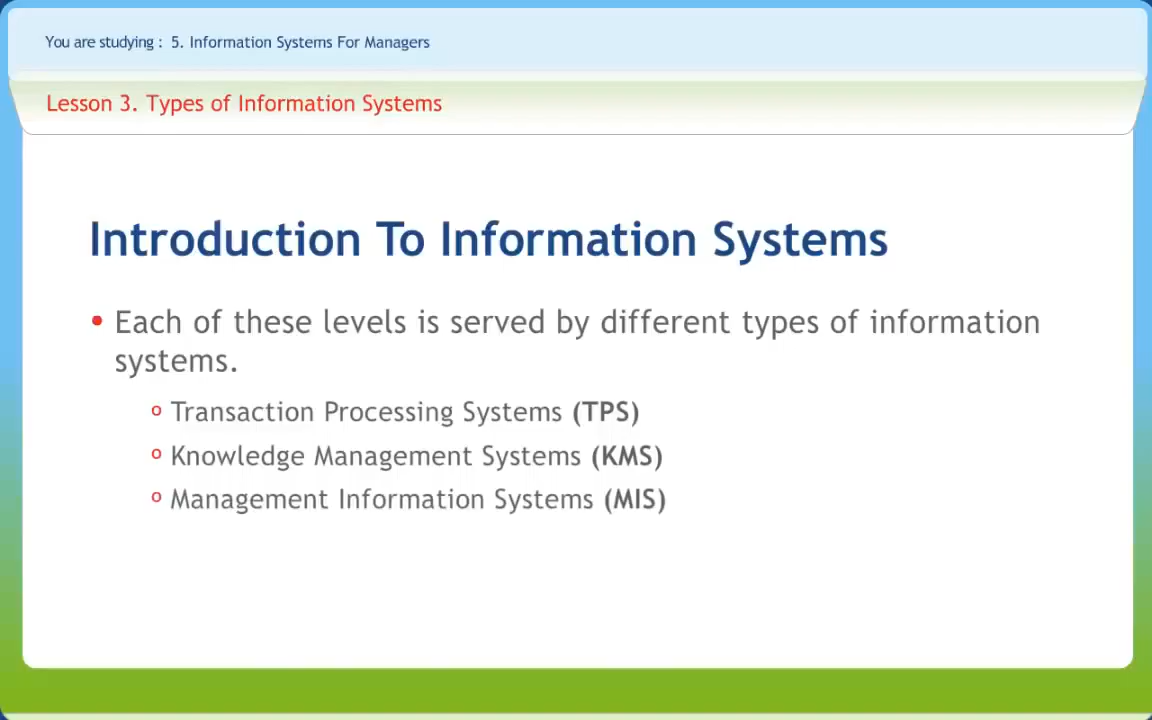 You are studying : 5. Information Systems For Managers
Lesson 3. Types of Information Systems
Introduction To Information Systems
• Each of these levels is served by different types of information
systems.
o Transaction Processing Systems (TPS)
o Knowledge Management Systems (KMS)
o Management Information Systems (MIS)